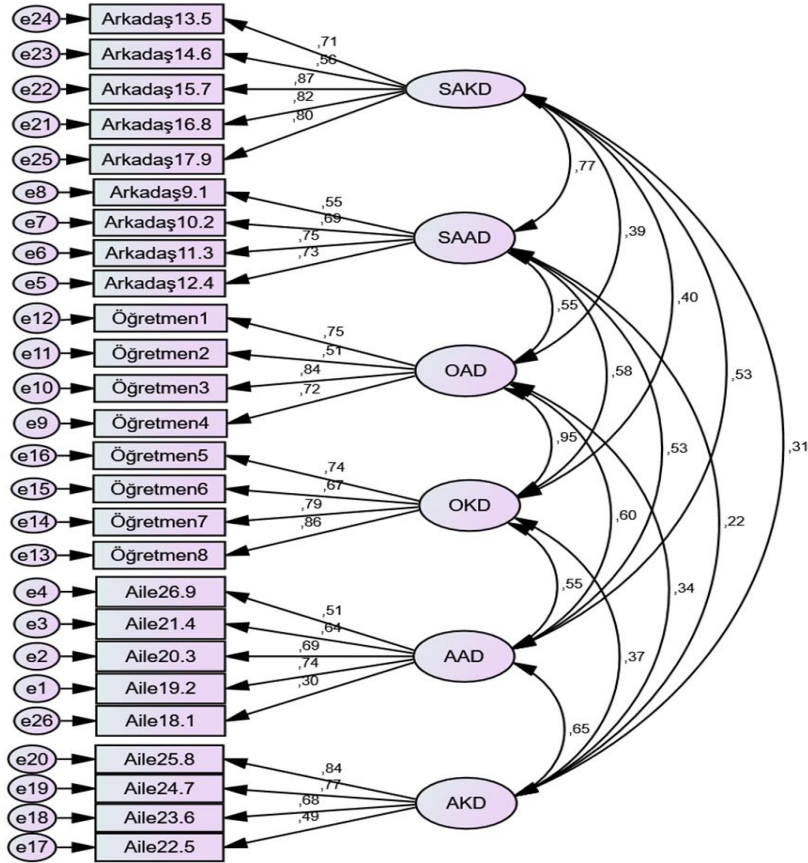 e24 Arkadaş13.5
,71
e23 Arkadaş14.6
,56
e22 Arkadaş15.7 ,87 SAKD
e21 Arkadaş16.8 ,82
,80
e25 Arkadaş17.9
,77
e8 Arkadaş9.1
,55
e7 Arkadaş10.2 ,69
,39
e6 Arkadaş11.3 ,75 SAAD
e5 Arkadaş12.4 ,73
,40
,55
e12 Öğretmen1
,75
e11 Öğretmen2 ,51
,84 OAD ,58 ,53
e10 Öğretmen3
,72
e9 Öğretmen4
,95 ,53 ,31
e16 Öğretmen5
,74
e15 Öğretmen6 ,67
,79 OKD
e14 Öğretmen7
,60 ,22
,86
e13 Öğretmen8
,55 ,34
e4 Aile26.9
,51
e3 Aile21.4 ,64
,69 AAD ,37
e2 Aile20.3
,74
e1 Aile19.2
,30
e26 Aile18.1
,65
e20 Aile25.8
,84
e19 Aile24.7 ,77
,68 AKD
e18 Aile23.6
,49
e17 Aile22.5